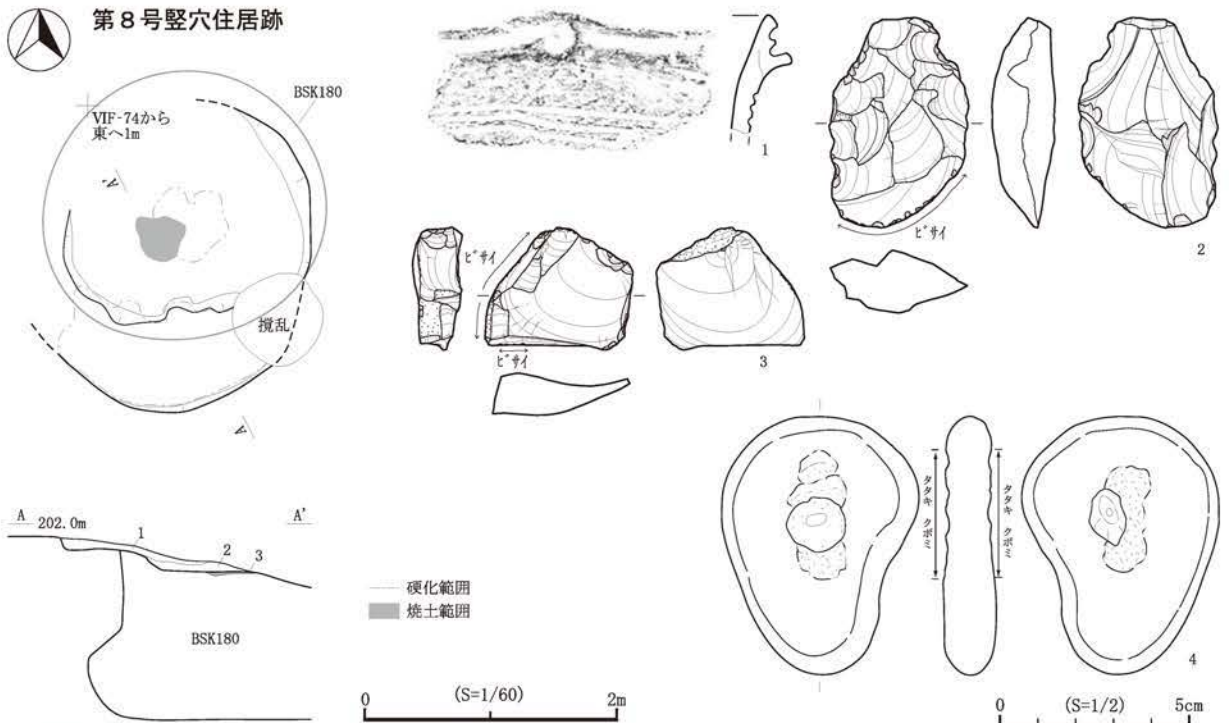 第8号竪穴住居跡
BSK180
VIF-74から
東へ1m
A'
A
撹乱
1
2
ビサイ
ビサイ
ビサイ
3
タタキ クボミ
タタキ クボミ
4
A 202.0m
A'
1
2
3
BSK180
硬化範囲
焼土範囲
0 (S=1/60) 2m
0 (S=1/2) 5cm